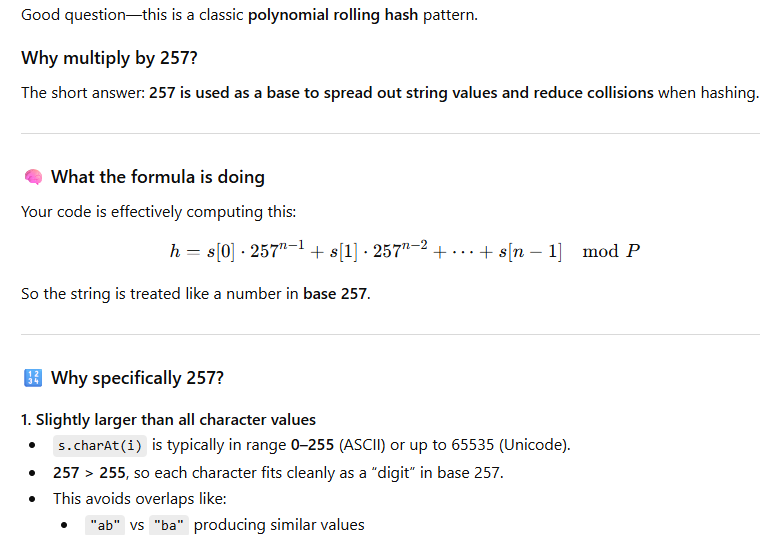 Good question—this is a classic polynomial rolling hash pattern.
Why multiply by 257?
The short answer: 257 is used as a base to spread out string values and reduce collisions when hashing.
🧠 What the formula is doing
Your code is effectively computing this:
h = s[0] · 257^{n−1} + s[1] · 257^{n−2} + ⋯ + s[n − 1] mod P
So the string is treated like a number in base 257.
🔢 Why specifically 257?
1. Slightly larger than all character values
• s.charAt(i) is typically in range 0–255 (ASCII) or up to 65535 (Unicode).
• 257 > 255, so each character fits cleanly as a “digit” in base 257.
• This avoids overlaps like:
• "ab" vs "ba" producing similar values